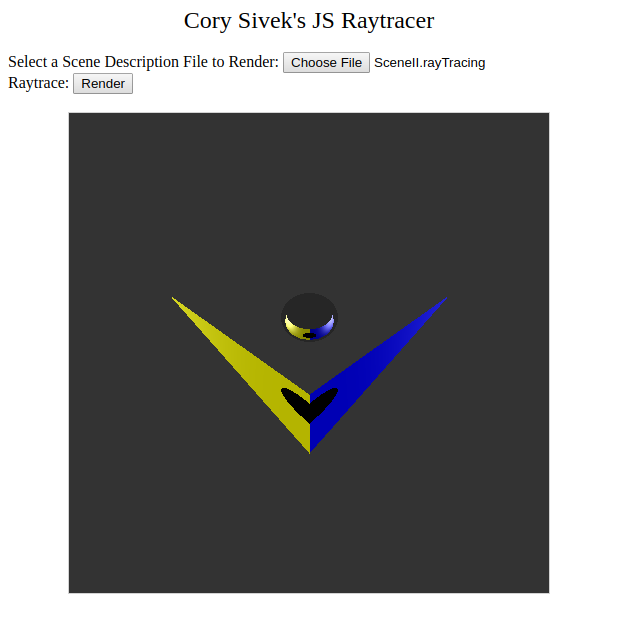 Cory Sivek's JS Raytracer
Select a Scene Description File to Render: Choose File SceneII.rayTracing
Raytrace: Render